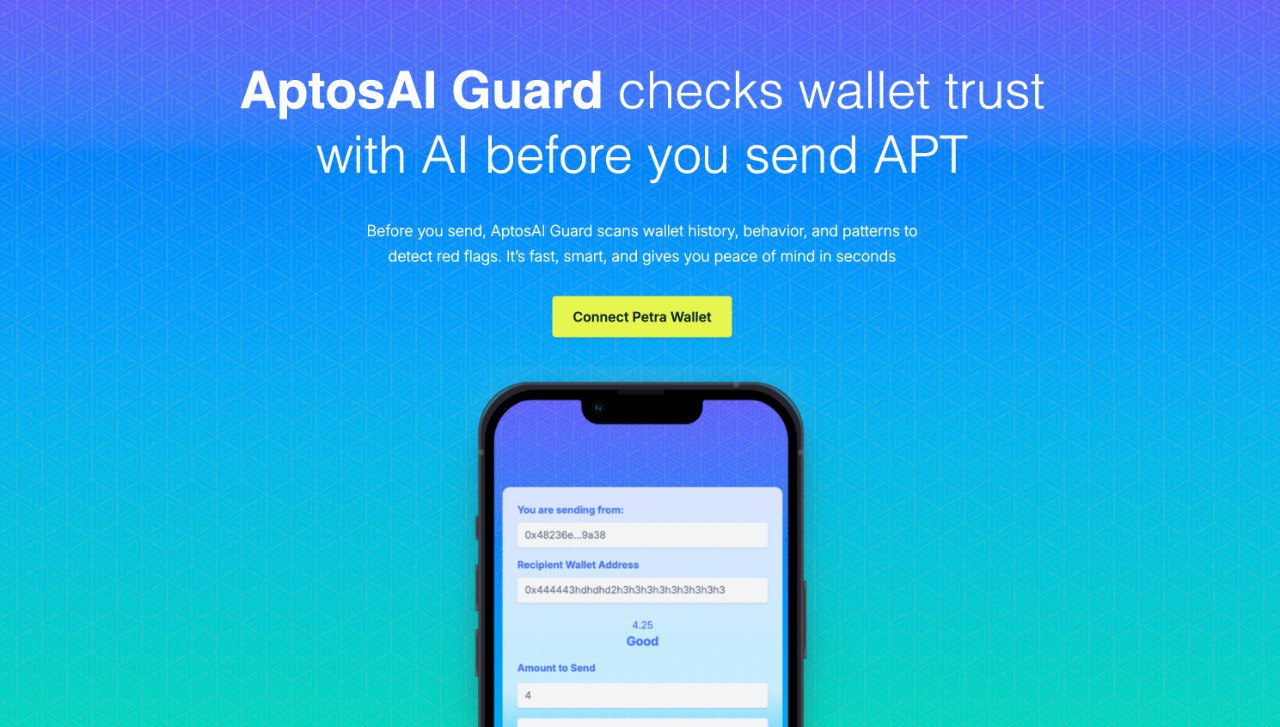 AptosAI Guard checks wallet trust
with AI before you send APT
Before you send, AptosAI Guard scans wallet history, behavior, and patterns to
detect red flags. It’s fast, smart, and gives you peace of mind in seconds
Connect Petra Wallet
You are sending from:
0x48236e...9a38
Recipient Wallet Address
0x444443hdhdhd2h3h3h3h3h3h3h3h3h3
4.25
Good
Amount to Send
4